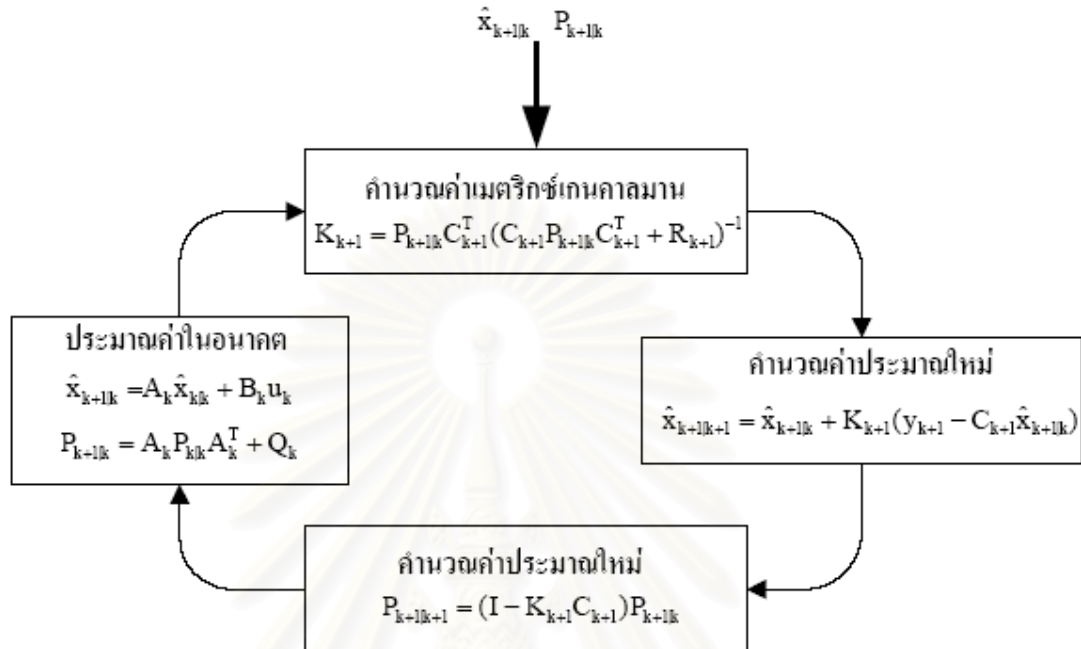 x̂ₖ₊₁|ₖ Pₖ₊₁|ₖ
คำนวณค่าเมตริกซ์เกนคาลมาน
Kₖ₊₁ = Pₖ₊₁|ₖCᵀₖ₊₁(Cₖ₊₁Pₖ₊₁|ₖCᵀₖ₊₁ + Rₖ₊₁)⁻¹
คำนวณค่าประมาณใหม่
x̂ₖ₊₁|ₖ₊₁ = x̂ₖ₊₁|ₖ + Kₖ₊₁(yₖ₊₁ − Cₖ₊₁x̂ₖ₊₁|ₖ)
คำนวณค่าประมาณใหม่
Pₖ₊₁|ₖ₊₁ = (I − Kₖ₊₁Cₖ₊₁)Pₖ₊₁|ₖ
ประมาณค่าในอนาคต
x̂ₖ₊₁|ₖ =Aₖx̂ₖ|ₖ + Bₖuₖ
Pₖ₊₁|ₖ = AₖPₖ|ₖAᵀₖ + Qₖ